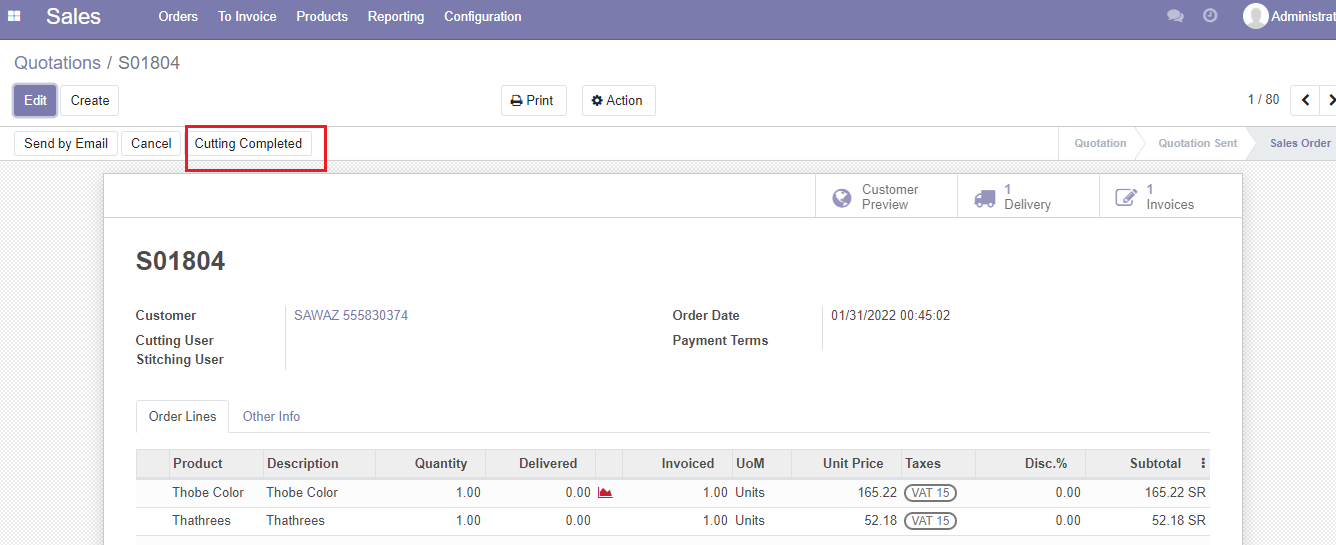 Sales Orders To Invoice Products Reporting Configuration Administrat
Quotations / S01804
Edit Create Print Action 1 / 80
Send by Email Cancel Cutting Completed Quotation Quotation Sent Sales Order
Customer Preview 1 Delivery 1 Invoices
S01804
Customer SAWAZ 555830374 Order Date 01/31/2022 00:45:02
Cutting User Payment Terms
Stitching User
Order Lines Other Info
Product Description Quantity Delivered Invoiced UoM Unit Price Taxes Disc.% Subtotal
Thobe Color Thobe Color 1.00 0.00 1.00 Units 165.22 VAT 15 0.00 165.22 SR
Thathrees Thathrees 1.00 0.00 1.00 Units 52.18 VAT 15 0.00 52.18 SR